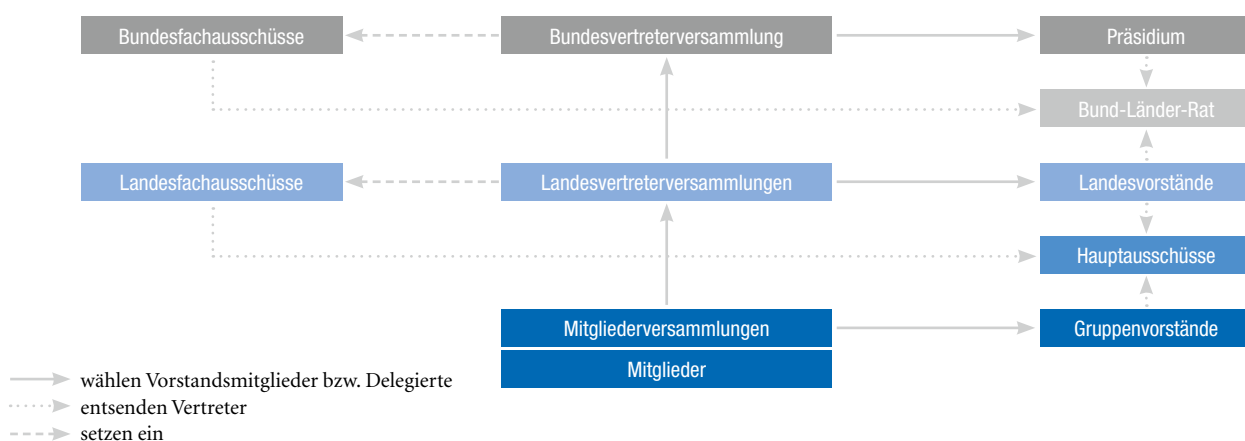 Bundesfachausschüsse
Bundesvertreterversammlung
Präsidium
Bund-Länder-Rat
Landesfachausschüsse
Landesvertreterversammlungen
Landesvorstände
Hauptausschüsse
Mitgliederversammlungen
Gruppenvorstände
Mitglieder
wählen Vorstandsmitglieder bzw. Delegierte
entsenden Vertreter
setzen ein